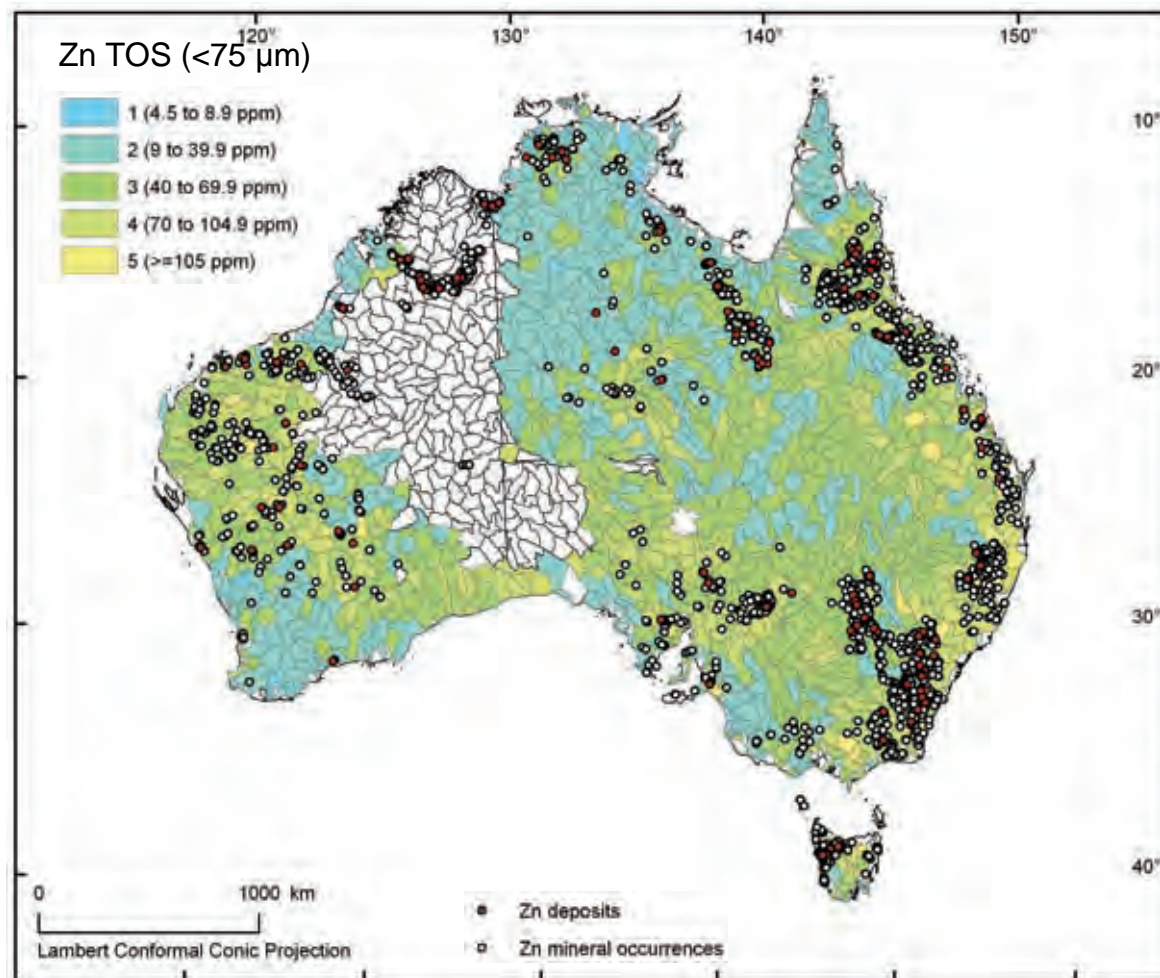 120° 130° 140° 150°
Zn TOS (<75 µm)
1 (4.5 to 8.9 ppm)
2 (9 to 39.9 ppm)
3 (40 to 69.9 ppm)
4 (70 to 104.9 ppm)
5 (>=105 ppm)
10°
20°
30°
40°
0 1000 km
Lambert Conformal Conic Projection
Zn deposits
Zn mineral occurrences